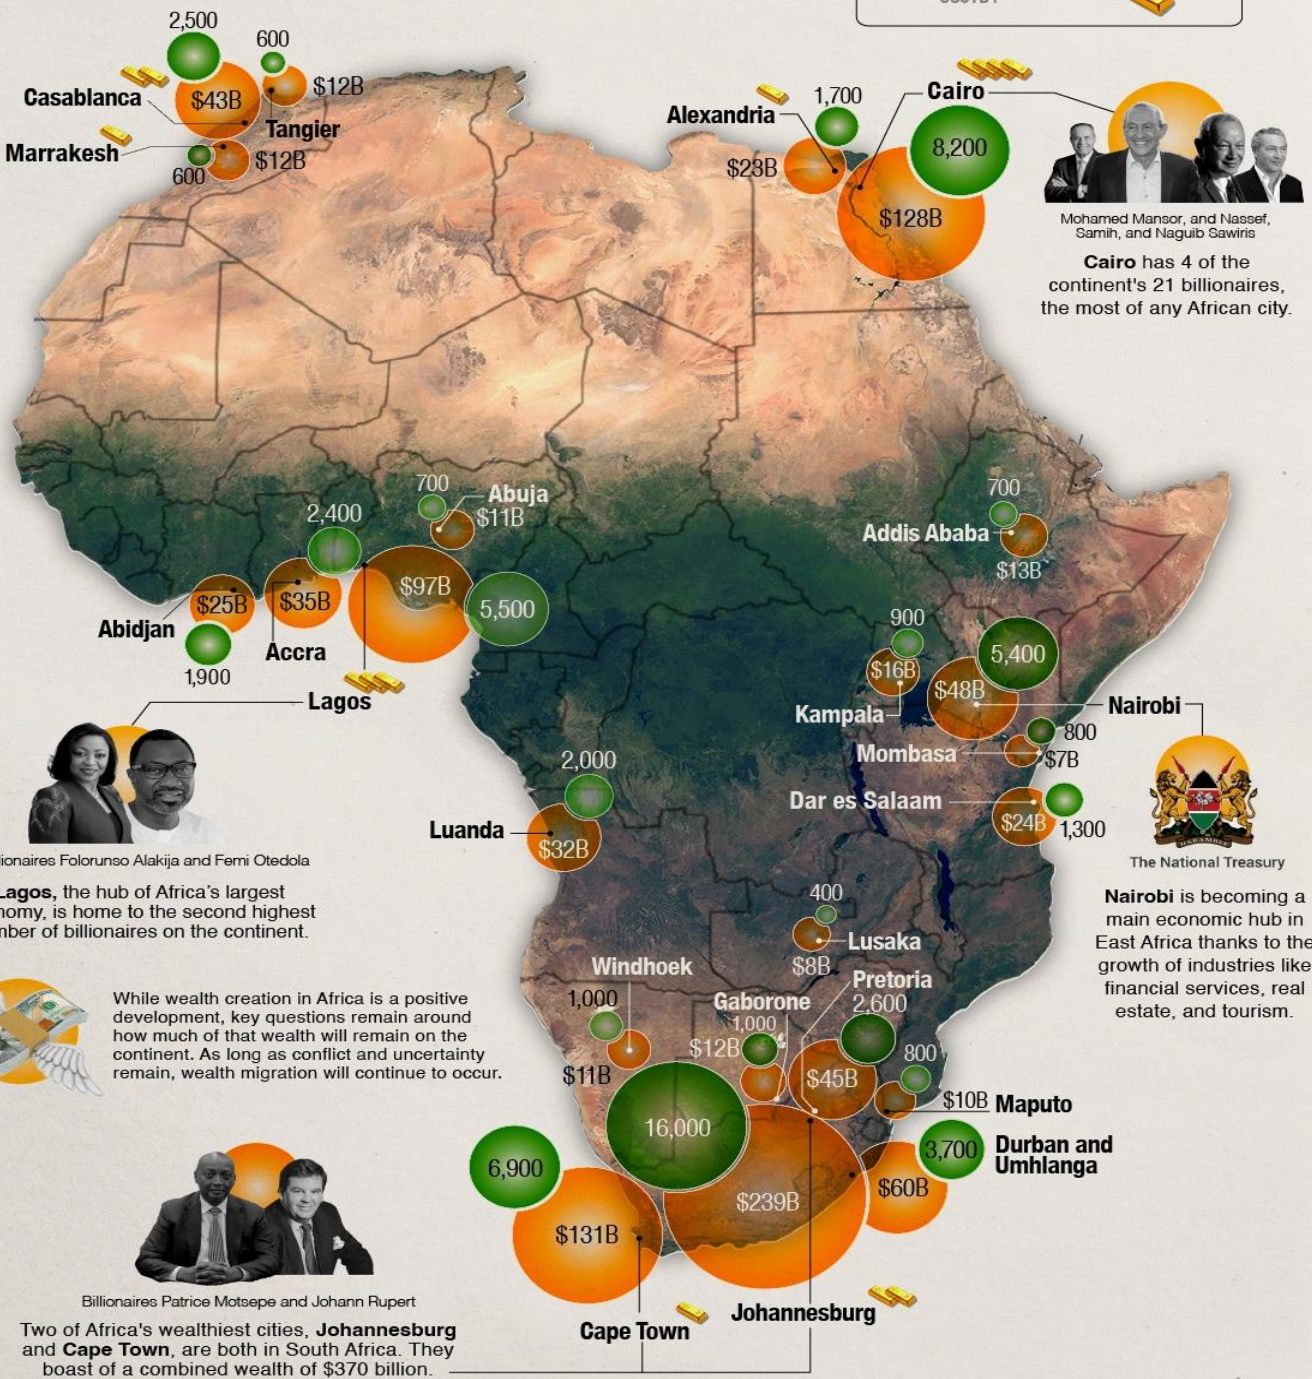 2,500
600
$43B
$12B
Casablanca
Tangier
Marrakesh
600
$12B
Alexandria
1,700
$23B
Cairo
8,200
$128B
Mohamed Mansor, and Nassef,
Samih, and Naguib Sawiris
Cairo has 4 of the
continent's 21 billionaires,
the most of any African city.
700
Abuja
$11B
2,400
$97B
5,500
$25B
$35B
Abidjan
Accra
1,900
Lagos
700
Addis Ababa
$13B
900
$16B
5,400
$48B
Kampala
Nairobi
Mombasa
800
$7B
Dar es Salaam
$24B
1,300
HARAMBEE
The National Treasury
Nairobi is becoming a
main economic hub in
East Africa thanks to the
growth of industries like
financial services, real
estate, and tourism.
2,000
Luanda
$32B
Folorunso Alakija and Femi Otedola
Lagos, the hub of Africa's largest
is home to the second highest
of billionaires on the continent.
While wealth creation in Africa is a positive
development, key questions remain around
how much of that wealth will remain on the
continent. As long as conflict and uncertainty
remain, wealth migration will continue to occur.
400
Lusaka
$8B
Windhoek
1,000
$11B
Gaborone
1,000
$12B
Pretoria
2,600
$45B
800
$10B Maputo
16,000
$239B
3,700
Durban and
Umhlanga
$60B
6,900
$131B
Cape Town
Johannesburg
Billionaires Patrice Motsepe and Johann Rupert
Two of Africa's wealthiest cities, Johannesburg
and Cape Town, are both in South Africa. They
boast of a combined wealth of $370 billion.